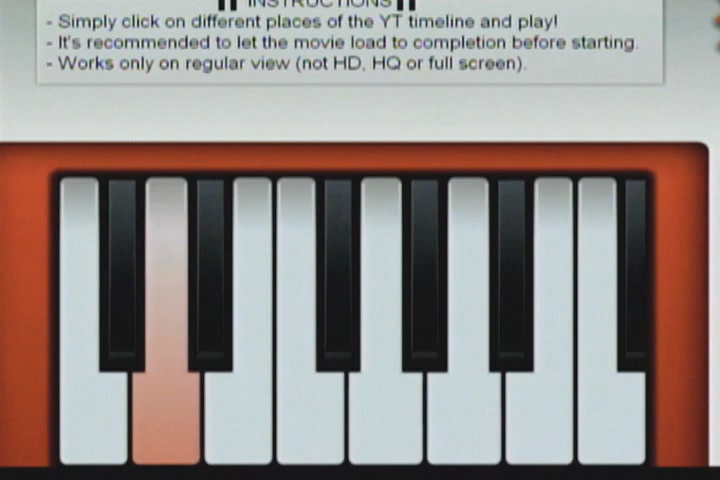 INSTRUCTIONS
- Simply click on different places of the YT timeline and play!
- It's recommended to let the movie load to completion before starting.
- Works only on regular view (not HD, HQ or full screen).